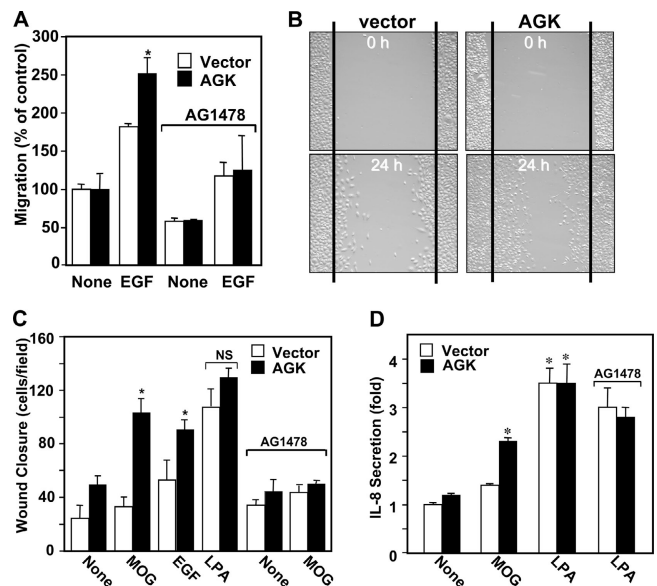 A
Migration (% of control)
300
250
200
150
100
50
0
Vector
AGK
*
AG1478
None EGF None EGF
B
vector AGK
0 h 0 h
24 h 24 h
C
Wound Closure (cells/field)
160
120
80
40
0
Vector
AGK
*
*
NS
AG1478
None MOG EGF LPA None MOG
D
IL-8 Secretion (fold)
4
3
2
1
0
Vector
AGK
*
* *
AG1478
None MOG LPA LPA